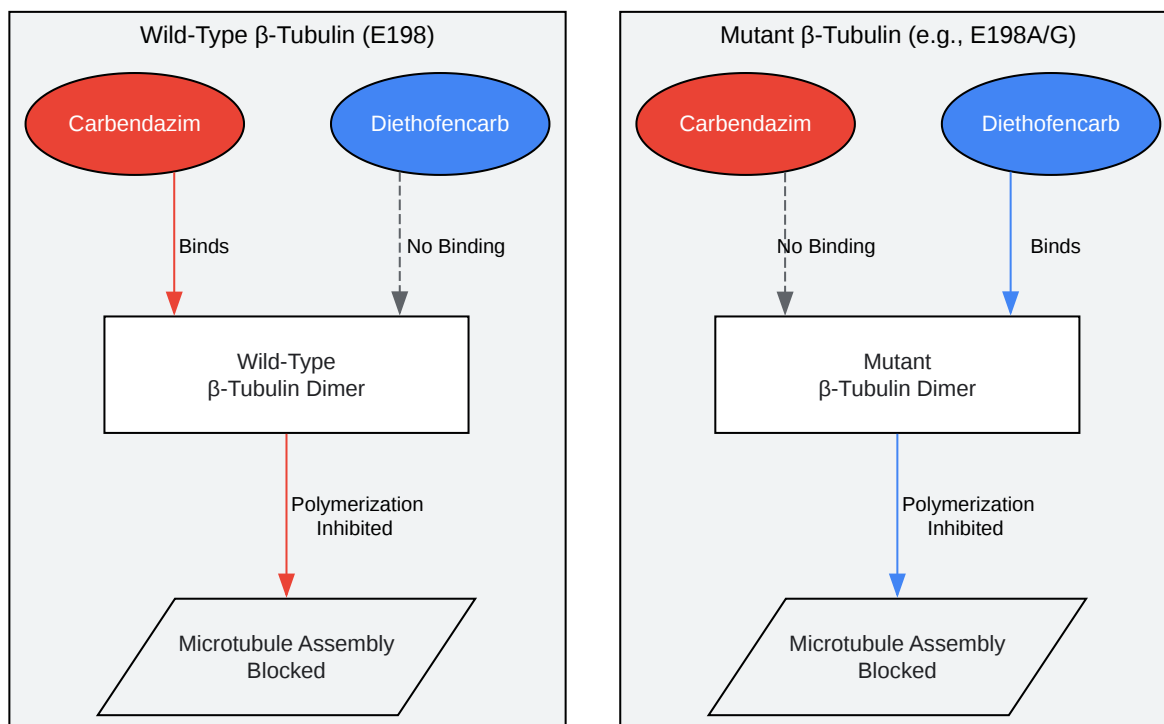 Wild-Type β-Tubulin (E198)
Carbendazim
Diethofencarb
Binds
No Binding
Wild-Type
β-Tubulin Dimer
Polymerization
Inhibited
Microtubule Assembly
Blocked
Mutant β-Tubulin (e.g., E198A/G)
Carbendazim
Diethofencarb
No Binding
Binds
Mutant
β-Tubulin Dimer
Polymerization
Inhibited
Microtubule Assembly
Blocked